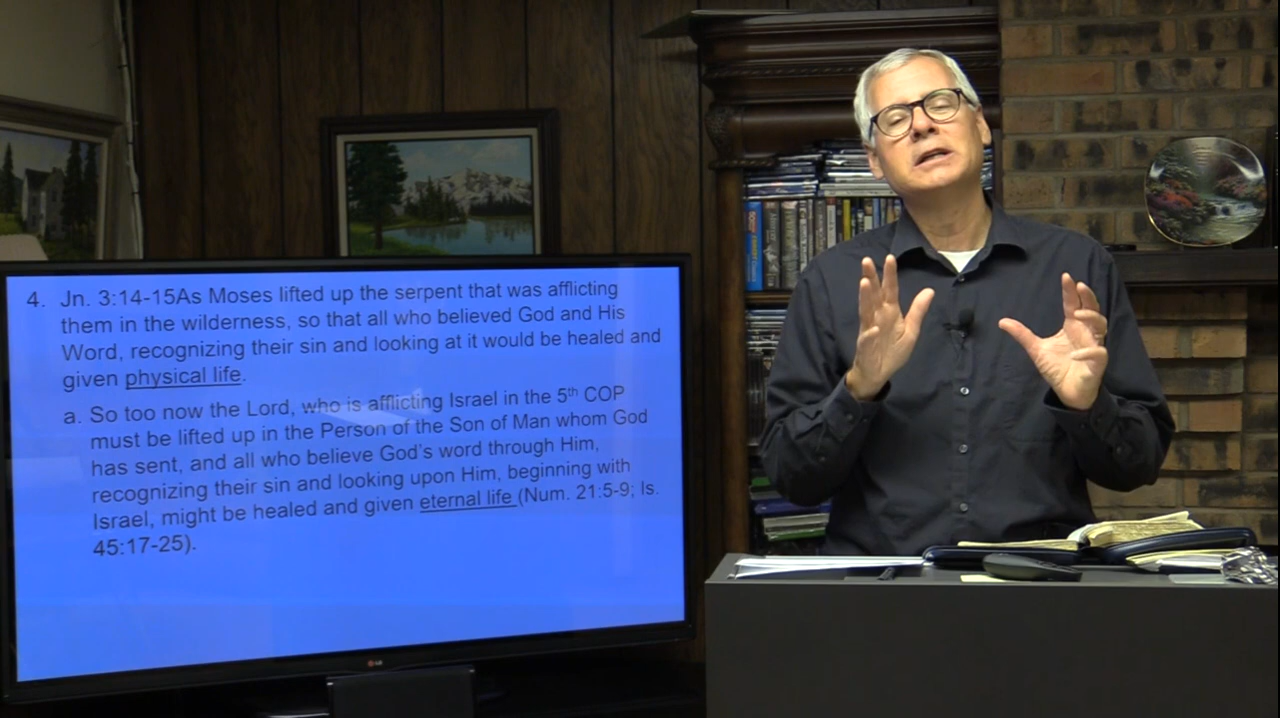 4. Jn. 3:14-15As Moses lifted up the serpent that was afflicting
them in the wilderness, so that all who believed God and His
Word, recognizing their sin and looking at it would be healed and
given physical life.
a. So too now the Lord, who is afflicting Israel in the 5th COP
must be lifted up in the Person of the Son of Man whom God
has sent, and all who believe God's word through Him,
recognizing their sin and looking upon Him, beginning with
Israel, might be healed and given eternal life (Num. 21:5-9; Is.
45:17-25).
LG